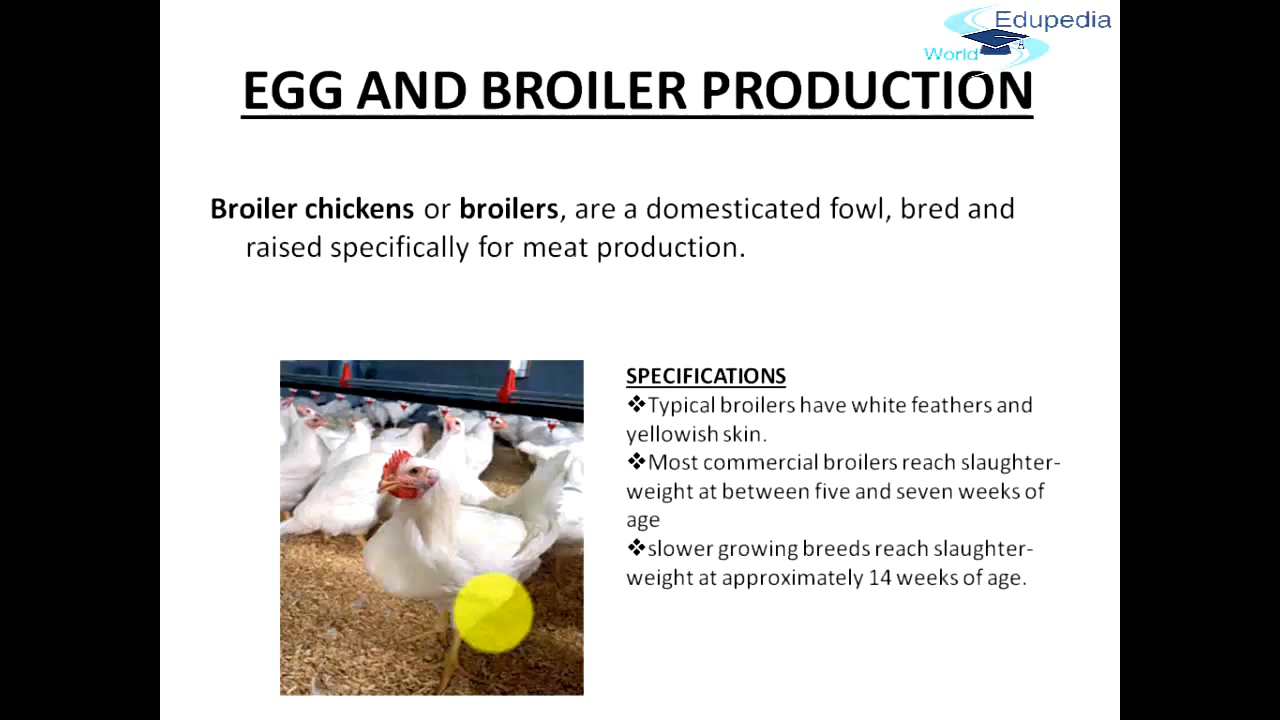 Edupedia
World
EGG AND BROILER PRODUCTION
Broiler chickens or broilers, are a domesticated fowl, bred and
raised specifically for meat production.
SPECIFICATIONS
❖Typical broilers have white feathers and
yellowish skin.
❖Most commercial broilers reach slaughter-
weight at between five and seven weeks of
age
❖slower growing breeds reach slaughter-
weight at approximately 14 weeks of age.